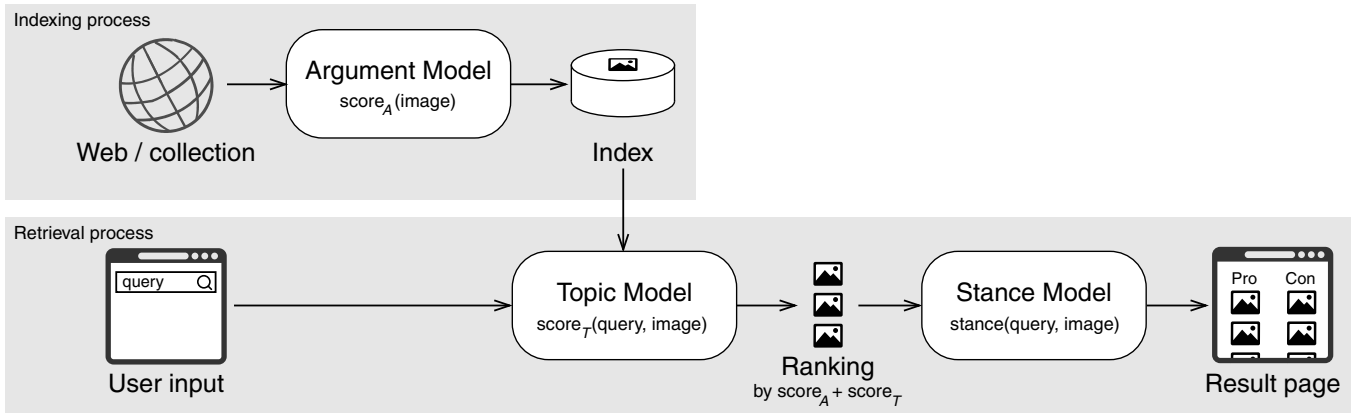 Indexing process
Argument Model
score_A(image)
Web / collection
Index
Retrieval process
query
Topic Model
score_T(query, image)
Stance Model
stance(query, image)
Pro Con
User input
Ranking
by score_A + score_T
Result page